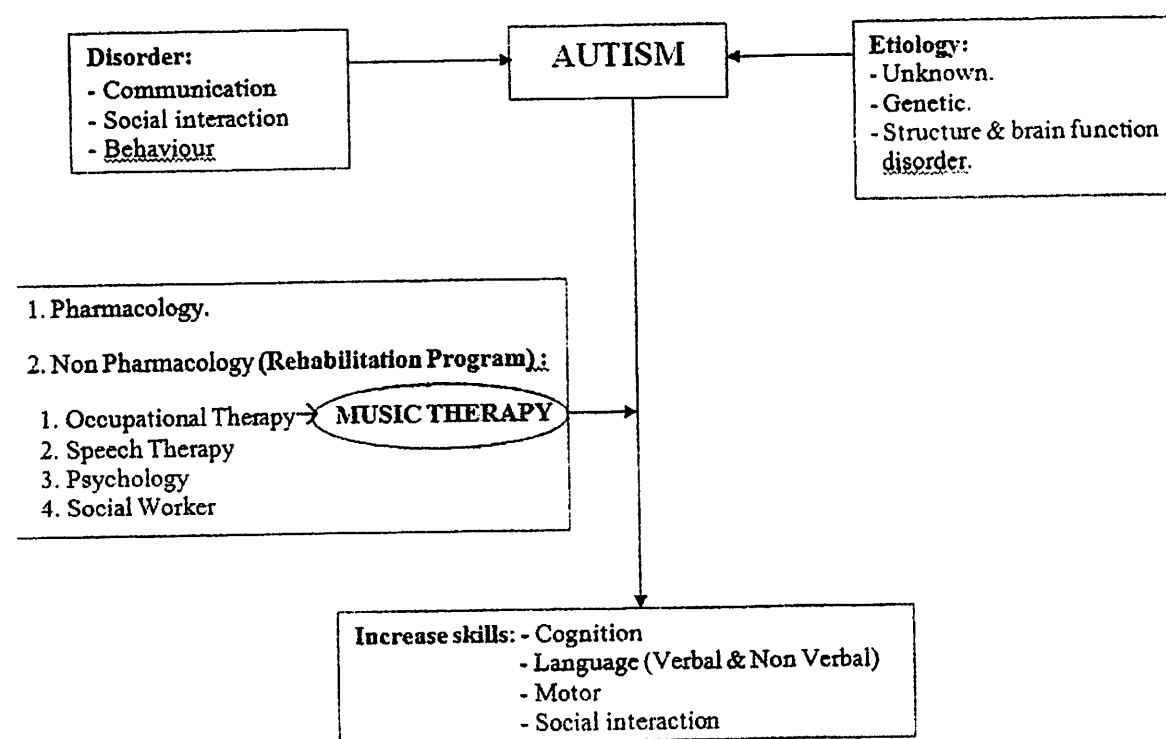 Disorder:
- Communication
- Social interaction
- Behaviour
AUTISM
Etiology:
- Unknown.
- Genetic.
- Structure & brain function
disorder.
1. Pharmacology.
2. Non Pharmacology (Rehabilitation Program) :
1. Occupational Therapy
MUSIC THERAPY
2. Speech Therapy
3. Psychology
4. Social Worker
Increase skills: - Cognition
- Language (Verbal & Non Verbal)
- Motor
- Social interaction